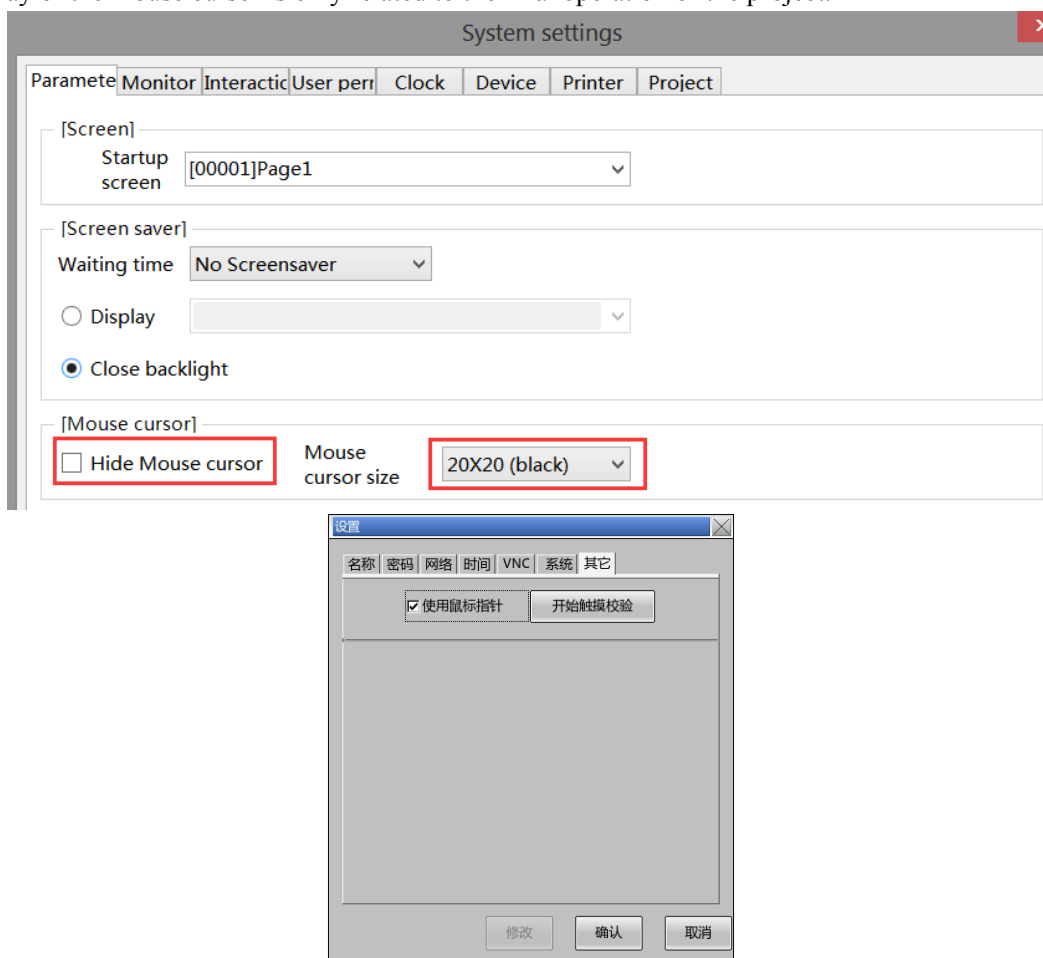 System settings
Paramete Monitor Interactic User perr Clock Device Printer Project
[Screen]
Startup screen [00001]Page1
[Screen saver]
Waiting time No Screensaver
Display
Close backlight
[Mouse cursor]
Hide Mouse cursor Mouse cursor size 20X20 (black)
设置
名称 密码 网络 时间 VNC 系统 其它
使用鼠标指针 开始触摸校验
修改 确认 取消